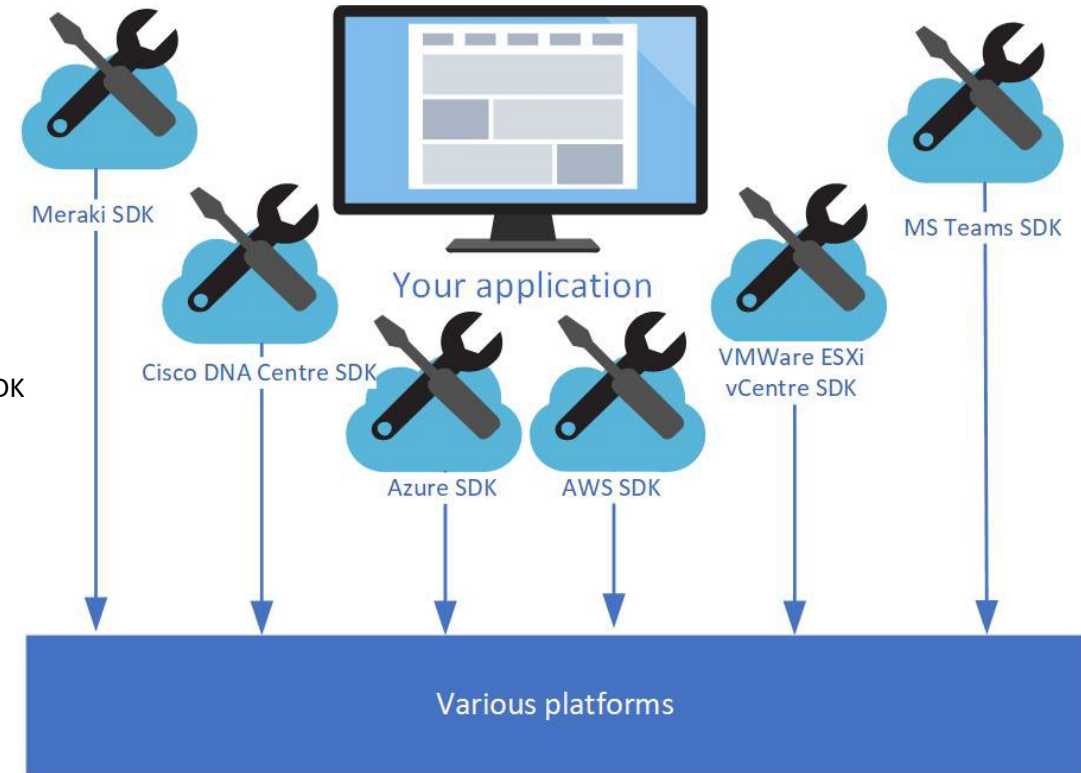 Meraki SDK
MS Teams SDK
Your application
VMWare ESXi
vCentre SDK
Cisco DNA Centre SDK
DK
Azure SDK
AWS SDK
Various platforms